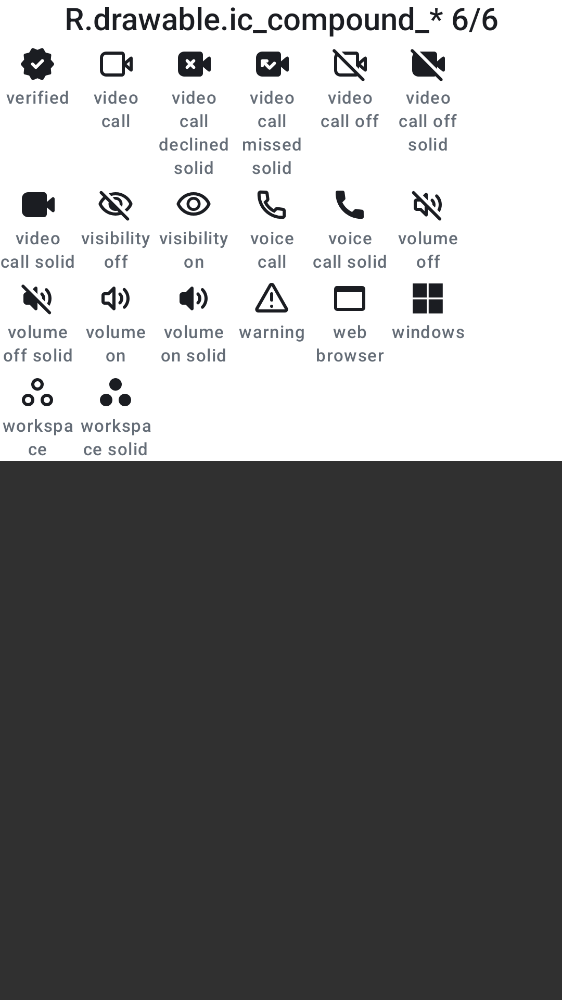 R.drawable.ic_compound_* 6/6
verified
video
call
video
call
declined
solid
video
call
missed
solid
video
call off
video
call off
solid
video
call solid
visibility
off
visibility
on
voice
call
voice
call solid
volume
off
volume
off solid
volume
on
volume
on solid
warning
web
browser
windows
workspa
ce
workspa
ce solid